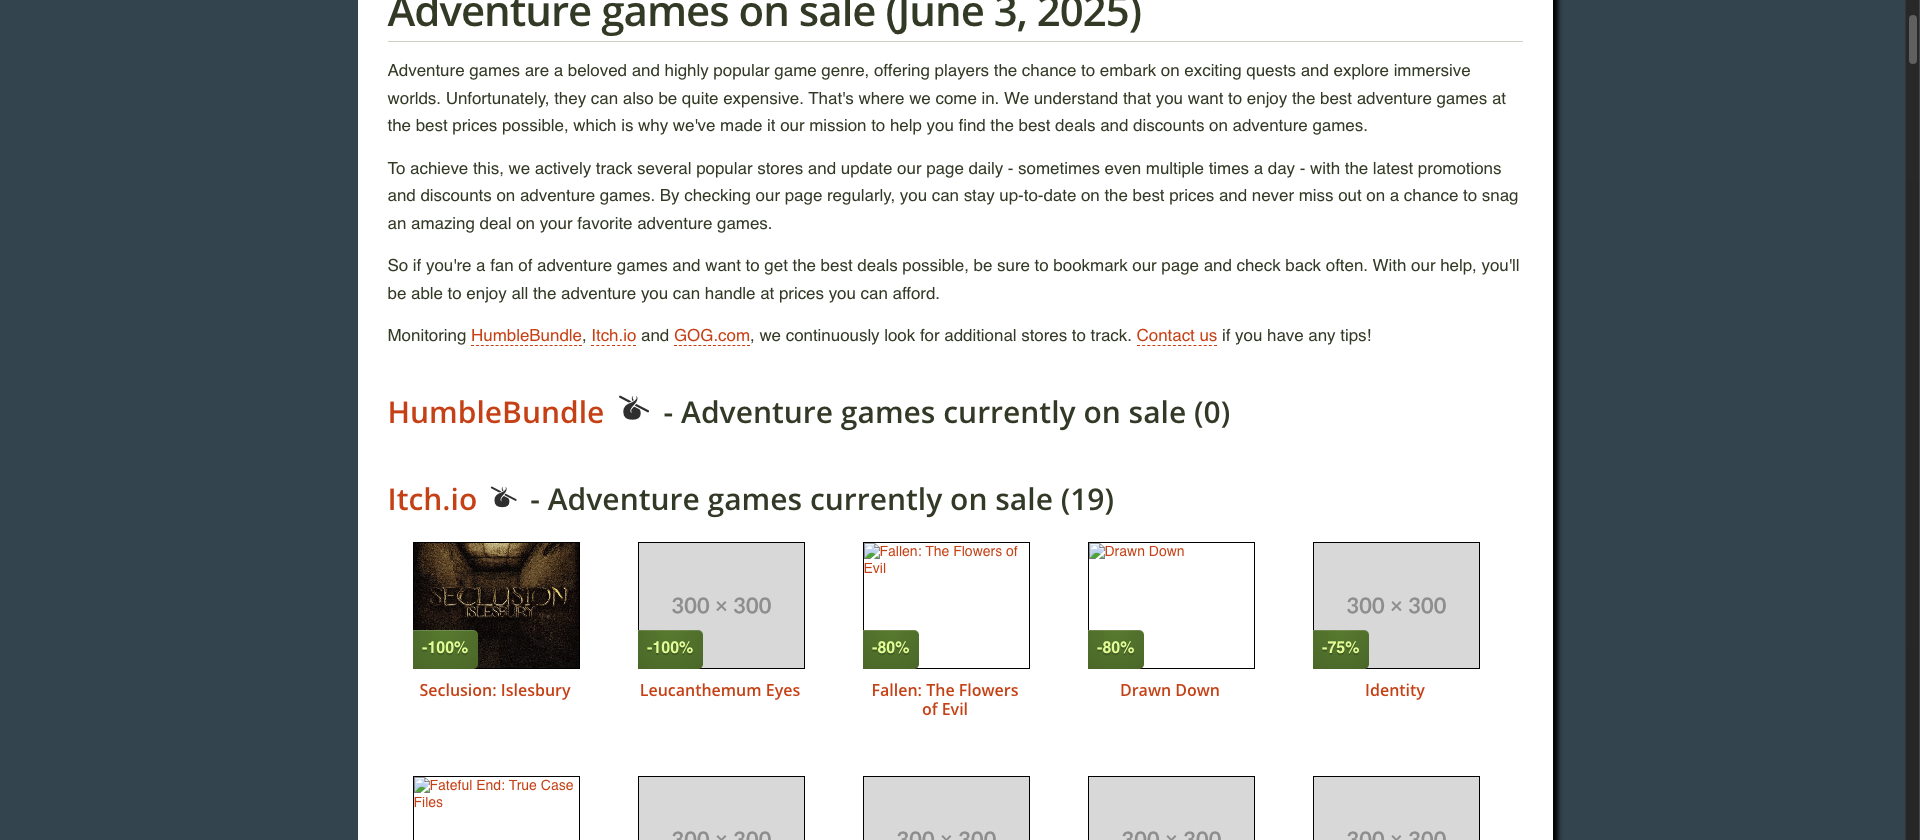 Adventure games on sale (June 3, 2025)
Adventure games are a beloved and highly popular game genre, offering players the chance to embark on exciting quests and explore immersive
worlds. Unfortunately, they can also be quite expensive. That's where we come in. We understand that you want to enjoy the best adventure games at
the best prices possible, which is why we've made it our mission to help you find the best deals and discounts on adventure games.
To achieve this, we actively track several popular stores and update our page daily - sometimes even multiple times a day - with the latest promotions
and discounts on adventure games. By checking our page regularly, you can stay up-to-date on the best prices and never miss out on a chance to snag
an amazing deal on your favorite adventure games.
So if you're a fan of adventure games and want to get the best deals possible, be sure to bookmark our page and check back often. With our help, you'll
be able to enjoy all the adventure you can handle at prices you can afford.
Monitoring HumbleBundle, Itch.io and GOG.com, we continuously look for additional stores to track. Contact us if you have any tips!
HumbleBundle - Adventure games currently on sale (0)
Itch.io - Adventure games currently on sale (19)
SECLUSION
ISLESBURY
-100%
Seclusion: Islesbury
300 × 300
-100%
Leucanthemum Eyes
Fallen: The Flowers of
Evil
-80%
Fallen: The Flowers
of Evil
Drawn Down
-80%
Drawn Down
300 × 300
-75%
Identity
Fateful End: True Case
Files
300 × 300
300 × 300
300 × 300
300 × 300